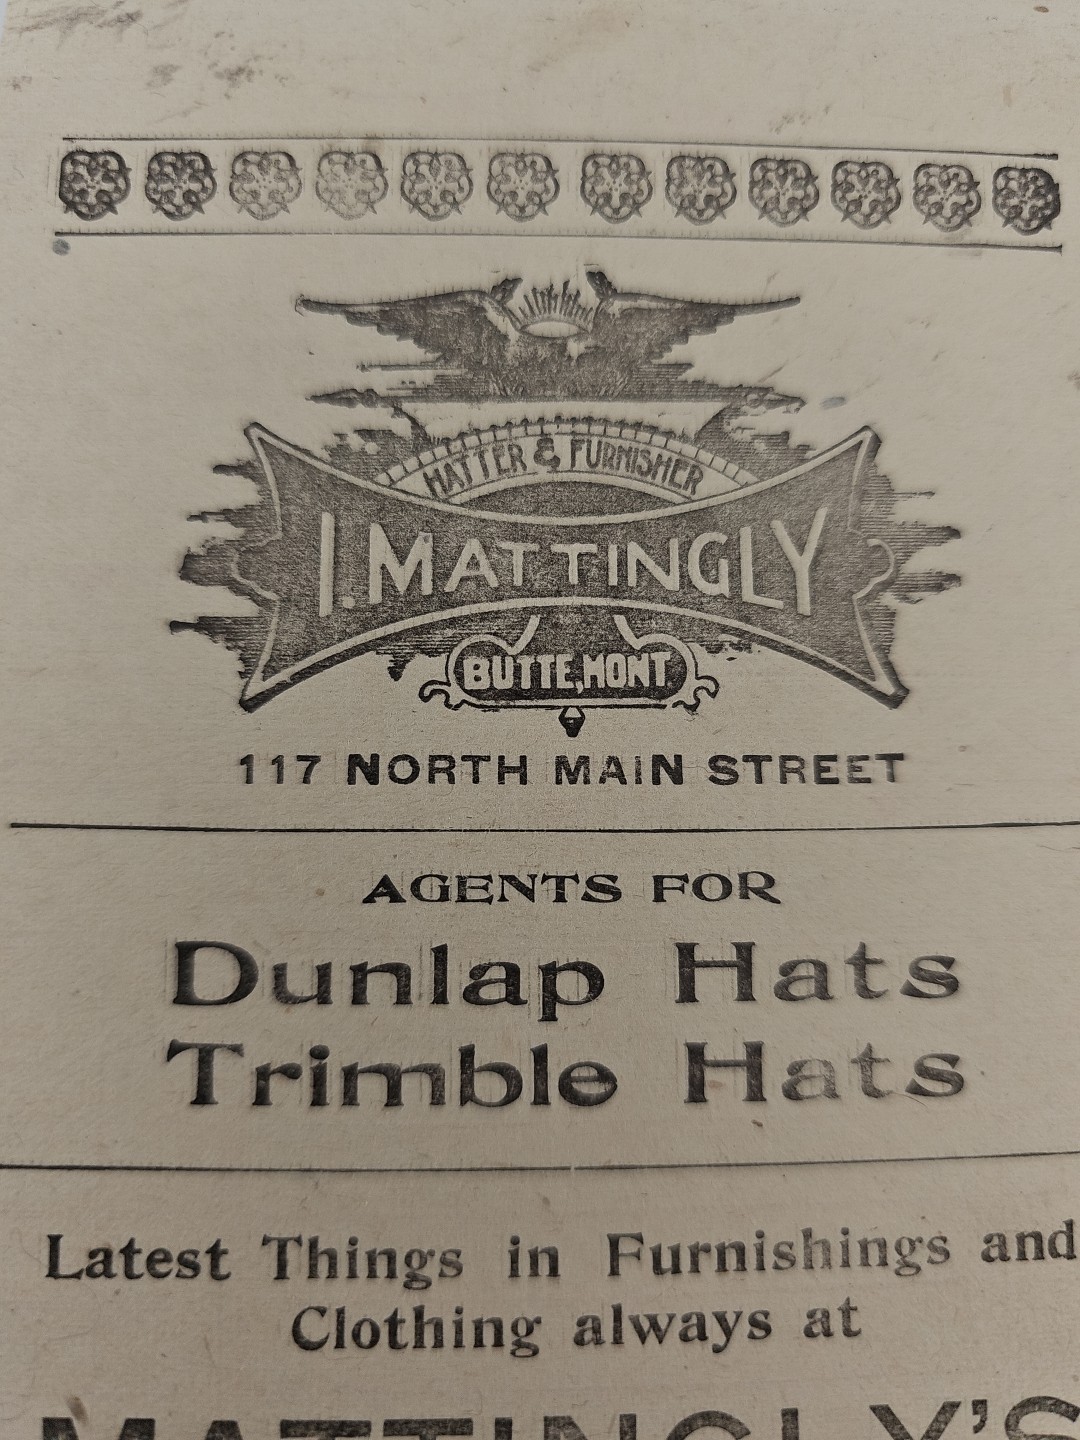 HATTER & FURNISHER
I. MATTINGLY
BUTTE, MONT
117 NORTH MAIN STREET
AGENTS FOR
Dunlap Hats
Trimble Hats
Latest Things in Furnishings and
Clothing always at
MATTINGLY'S